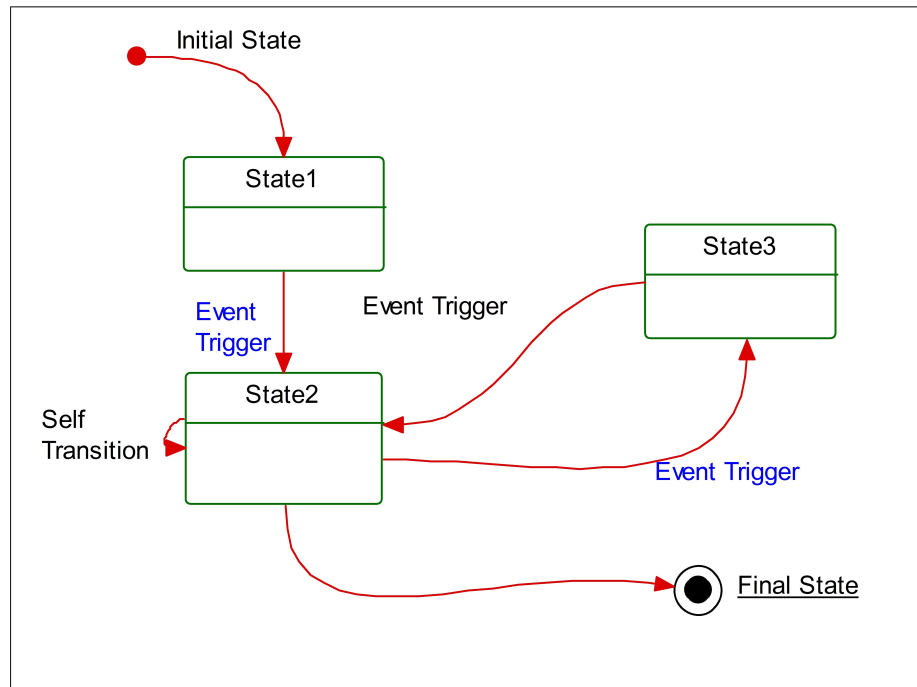 Initial State
State1
State3
Event Trigger
Event
Trigger
State2
Self
Transition
Event Trigger
Final State